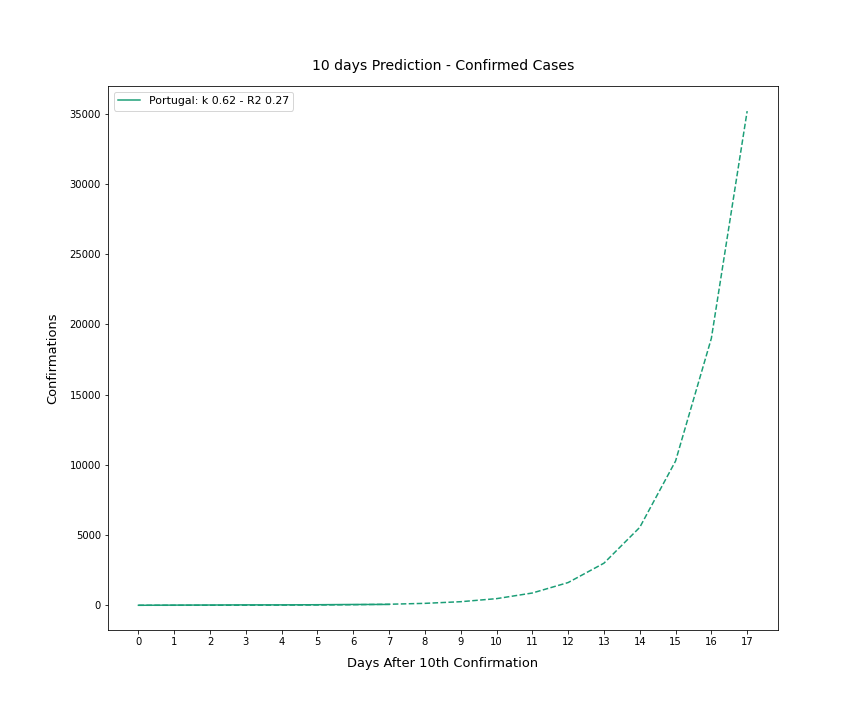 10 days Prediction - Confirmed Cases
Portugal: k 0.62 - R2 0.27
35000
30000
25000
20000
15000
10000
5000
0
Confirmations
0 1 2 3 4 5 6 7 8 9 10 11 12 13 14 15 16 17
Days After 10th Confirmation